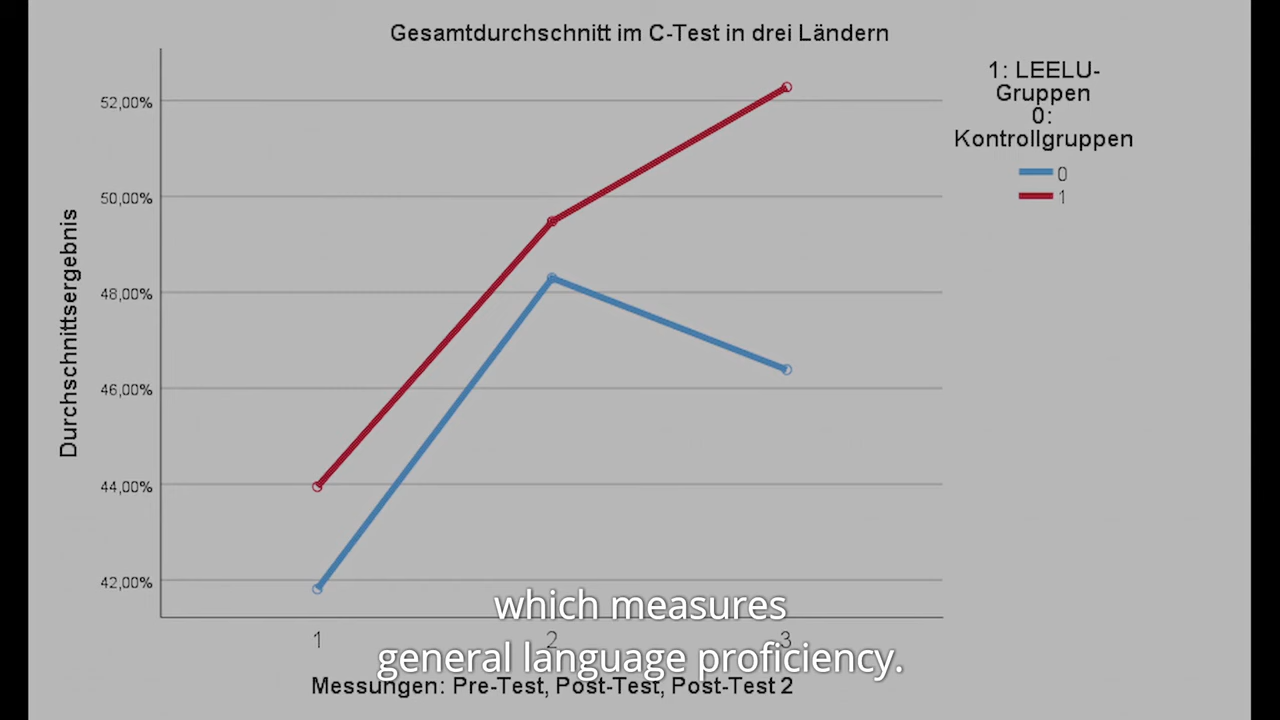 Gesamtdurchschnitt im C-Test in drei Ländern
1: LEELU-
Gruppen
0:
Kontrollgruppen
0
1
Durchschnittsergebnis
52,00%
50,00%
48,00%
46,00%
44,00%
42,00%
1
2
3
Messungen: Pre-Test, Post-Test, Post-Test 2
which measures
general language proficiency.